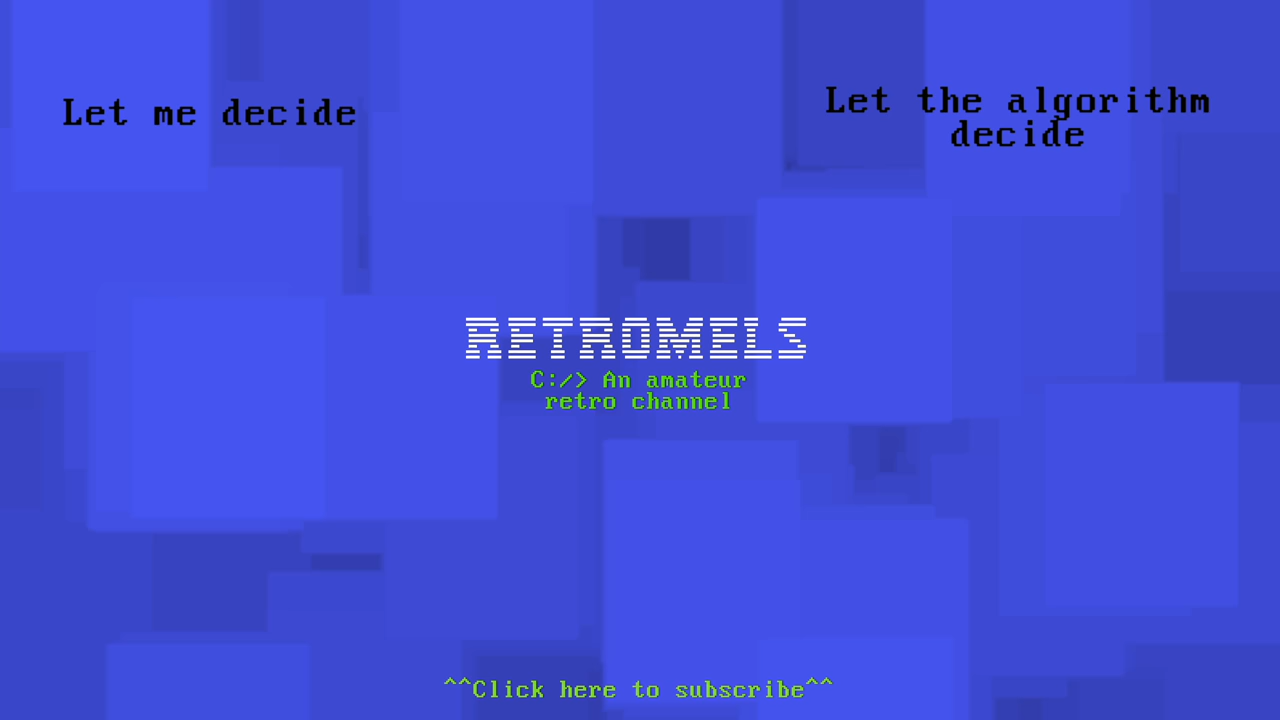 Let me decide
Let the algorithm
decide
RETROMELS
C:/> An amateur
retro channel
^^Click here to subscribe^^